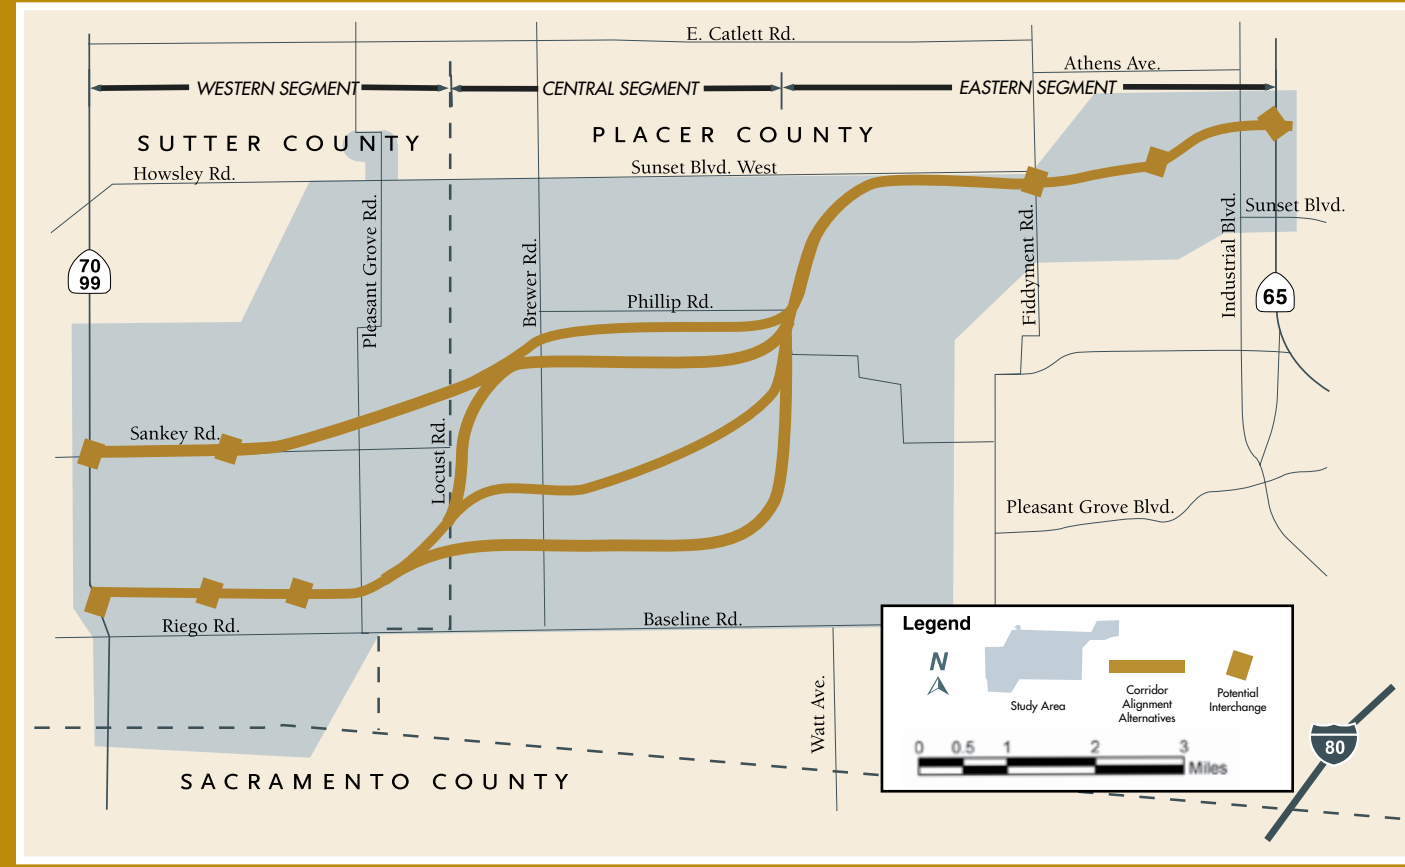 E. Catlett Rd.
Athens Ave.
WESTERN SEGMENT
CENTRAL SEGMENT
EASTERN SEGMENT
SUTTER COUNTY
PLACER COUNTY
Howsley Rd.
Sunset Blvd. West
Pleasant Grove Rd.
Brewer Rd.
Fiddyment Rd.
Industrial Blvd.
Sunset Blvd.
70
99
65
Phillip Rd.
Sankey Rd.
Locust Rd.
Pleasant Grove Blvd.
Riego Rd.
Baseline Rd.
Watt Ave.
SACRAMENTO COUNTY
Legend
N
Study Area
Corridor
Alignment
Alternatives
Potential
Interchange
0 0.5 1 2 3
Miles
80